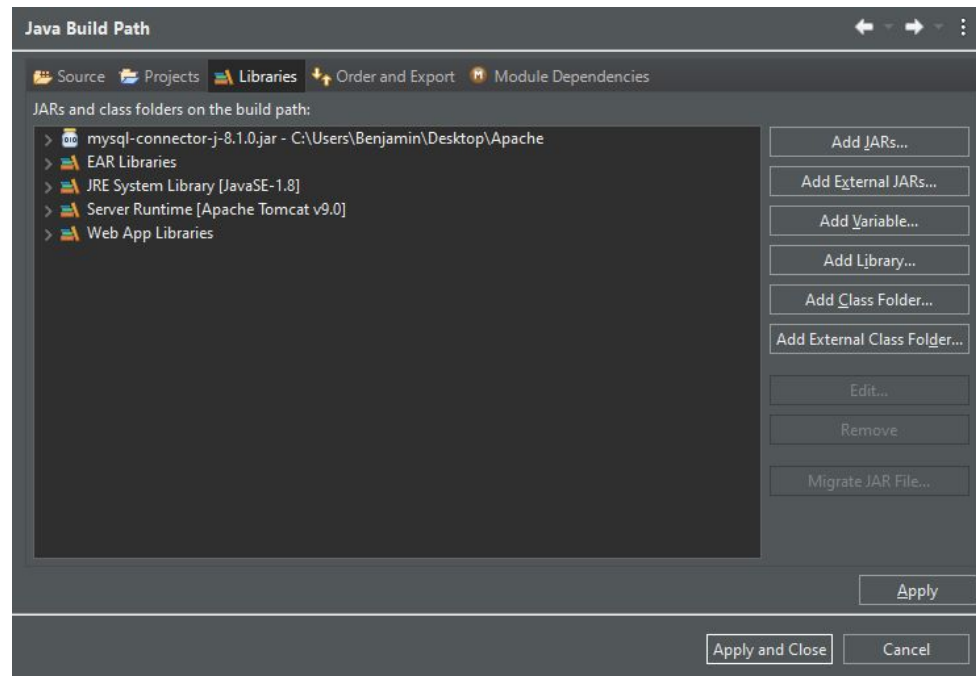 Java Build Path
Source Projects Libraries Order and Export Module Dependencies
JARs and class folders on the build path:
mysql-connector-j-8.1.0.jar - C:\Users\Benjamin\Desktop\Apache
EAR Libraries
JRE System Library [JavaSE-1.8]
Server Runtime [Apache Tomcat v9.0]
Web App Libraries
Add JARs...
Add External JARs...
Add Variable...
Add Library...
Add Class Folder...
Add External Class Folder...
Edit...
Remove
Migrate JAR File...
Apply
Apply and Close Cancel